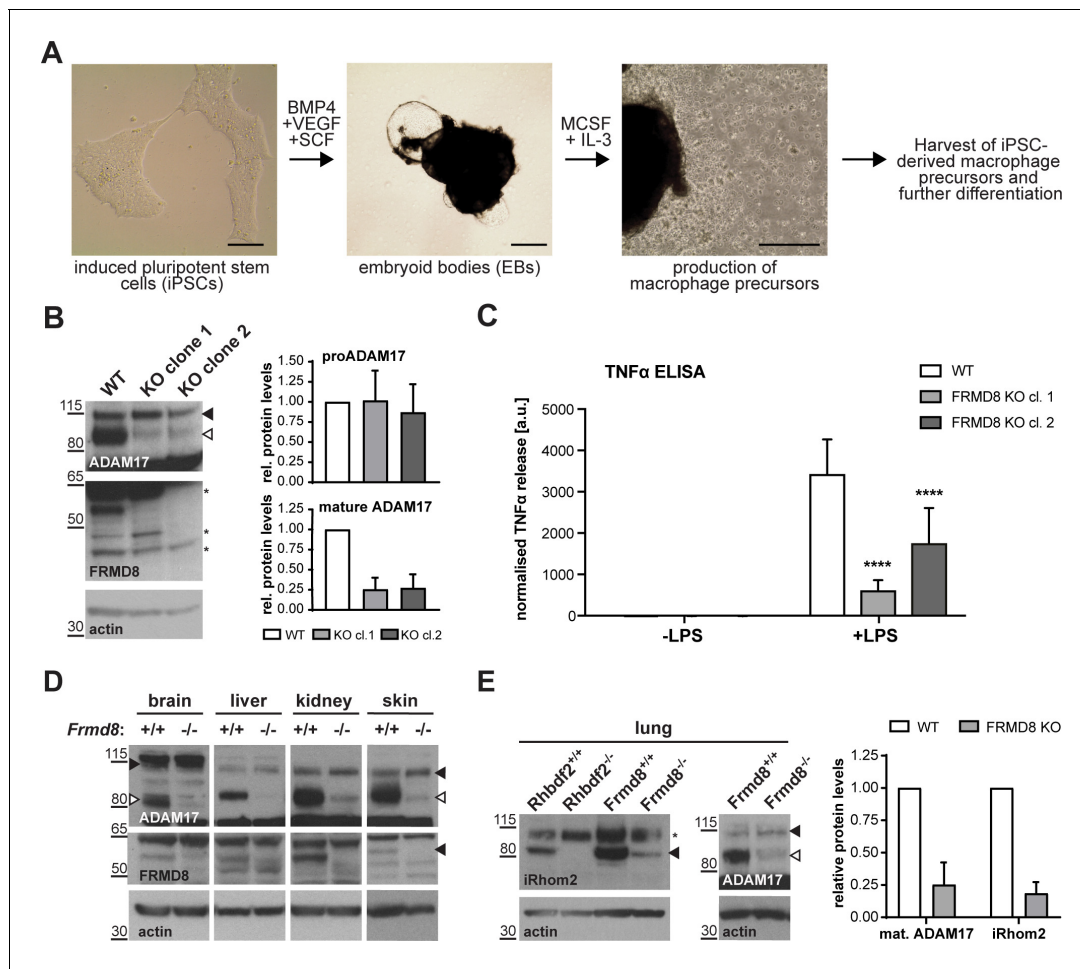 A
BMP4
+VEGF
+SCF
MCSF
+ IL-3
Harvest of iPSC-
derived macrophage
precursors and
further differentiation
induced pluripotent stem
cells (iPSCs)
embryoid bodies (EBs)
production of
macrophage precursors
B
WT
KO clone 1
KO clone 2
115
80
ADAM17
65
*
50
*
*
FRMD8
30
actin
proADAM17
rel. protein levels
1.50
1.25
1.00
0.75
0.50
0.25
0.00
mature ADAM17
rel. protein levels
1.25
1.00
0.75
0.50
0.25
0.00
WT KO cl.1 KO cl.2
C
TNFα ELISA
WT
FRMD8 KO cl. 1
FRMD8 KO cl. 2
normalised TNFα release [a.u.]
5000
4000
3000
2000
1000
0
****
****
-LPS +LPS
D
brain liver kidney skin
Frmd8: +/+ -/- +/+ -/- +/+ -/- +/+ -/-
115
80
ADAM17
65
50
FRMD8
30
actin
E
lung
Rhbdf2+/+
Rhbdf2-/-
Frmd8+/+
Frmd8-/-
115
*
80
iRhom2
30
actin
Frmd8+/+
Frmd8-/-
115
80
ADAM17
30
actin
WT FRMD8 KO
relative protein levels
1.25
1.00
0.75
0.50
0.25
0.00
mat. ADAM17 iRhom2